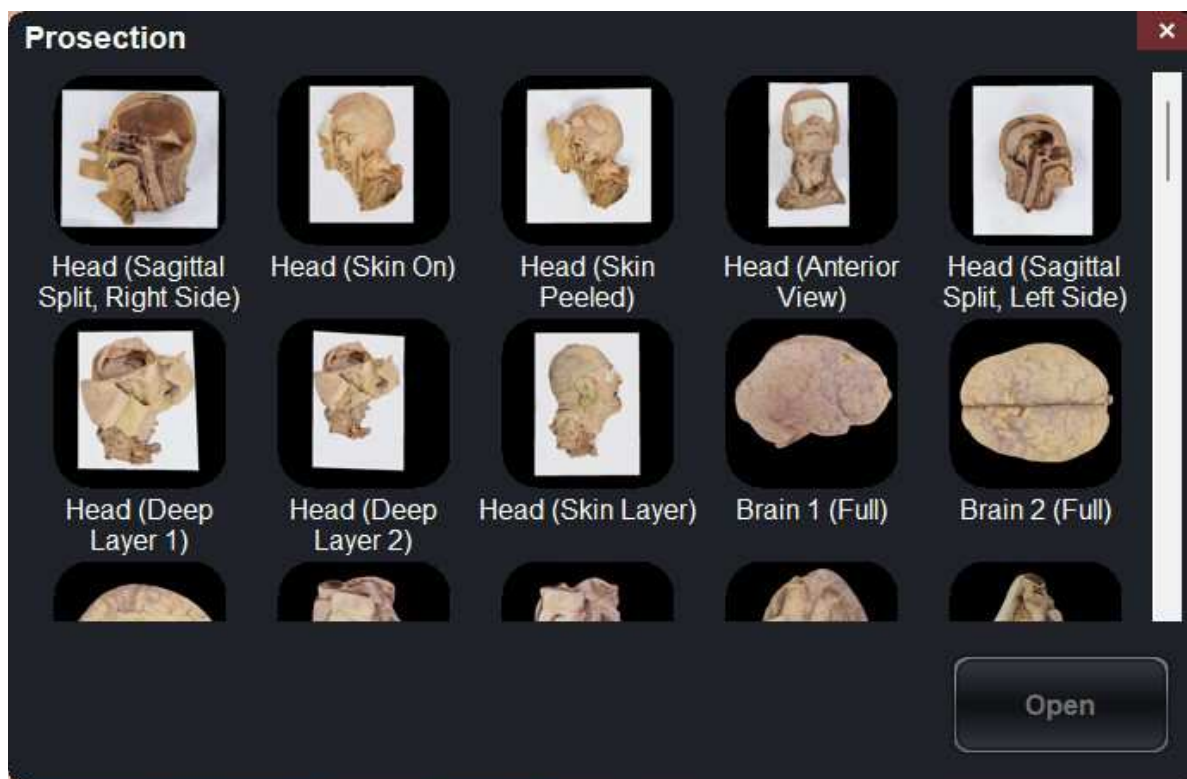 Prosection
×
Head (Sagittal
Split, Right Side)
Head (Skin On)
Head (Skin
Peeled)
Head (Anterior
View)
Head (Sagittal
Split, Left Side)
Head (Deep
Layer 1)
Head (Deep
Layer 2)
Head (Skin Layer)
Brain 1 (Full)
Brain 2 (Full)
Open